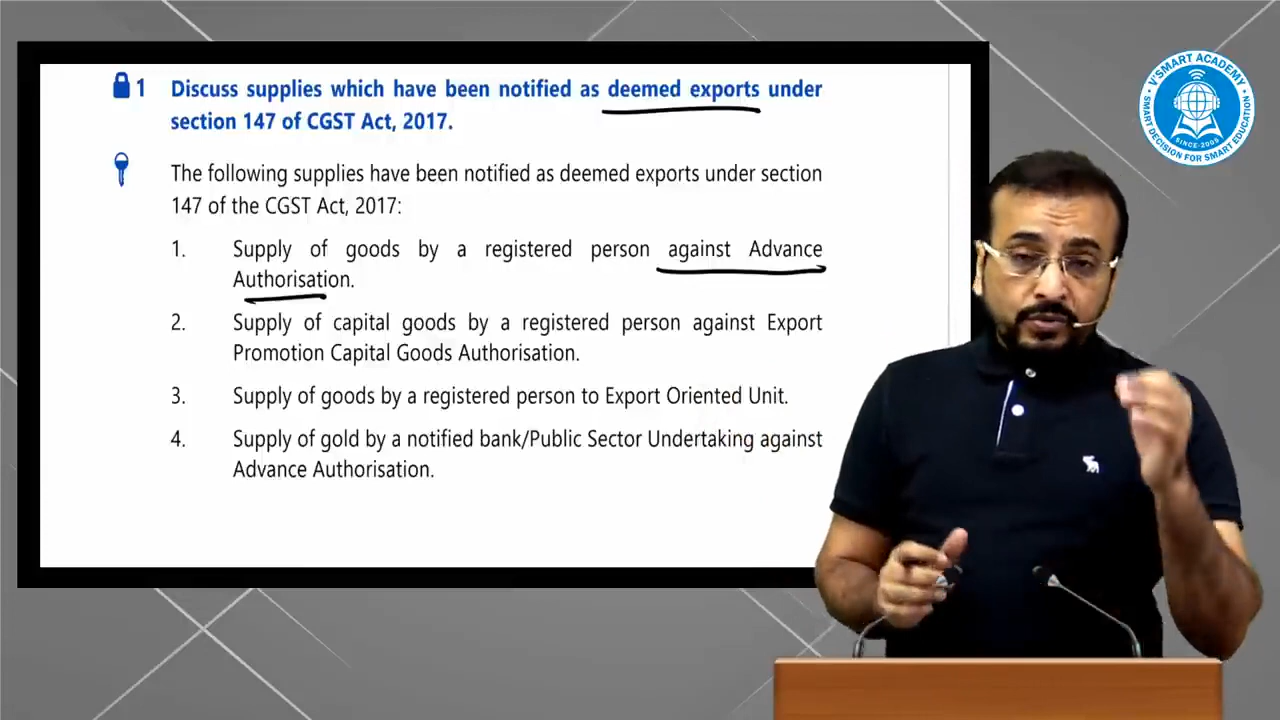 1 Discuss supplies which have been notified as deemed exports under
section 147 of CGST Act, 2017.
The following supplies have been notified as deemed exports under section
147 of the CGST Act, 2017:
1. Supply of goods by a registered person against Advance
Authorisation.
2. Supply of capital goods by a registered person against Export
Promotion Capital Goods Authorisation.
3. Supply of goods by a registered person to Export Oriented Unit.
4. Supply of gold by a notified bank/Public Sector Undertaking against
Advance Authorisation.
V'SMART ACADEMY
SMART DECISION FOR SMART EDUCATION
SINCE-2005